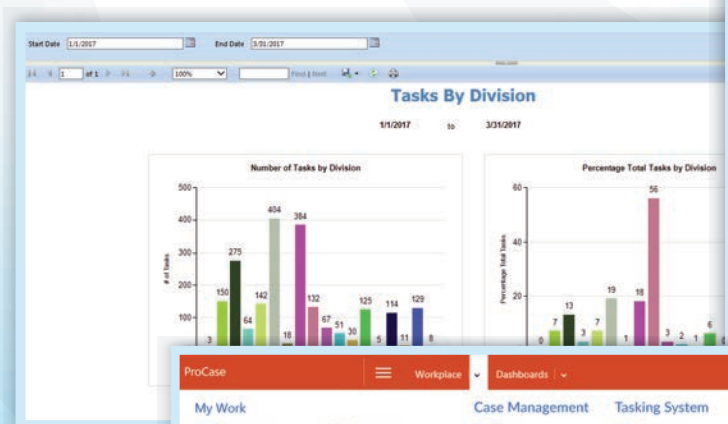 Start Date 1/1/2017 End Date 3/31/2017
1 of 1 100% Find | Next
Tasks By Division
1/1/2017 to 3/31/2017
Number of Tasks by Division
Percentage Total Tasks by Division
500
400
300
200
100
# of Tasks
3 150 275 64 142 404 18 384 132 67 51 30 125 5 114 11 129 8
60
40
20
Percentage Total Tasks
0 7 13 3 7 19 1 18 56 3 2 1 6
ProCase Workplace Dashboards
My Work Case Management Tasking System